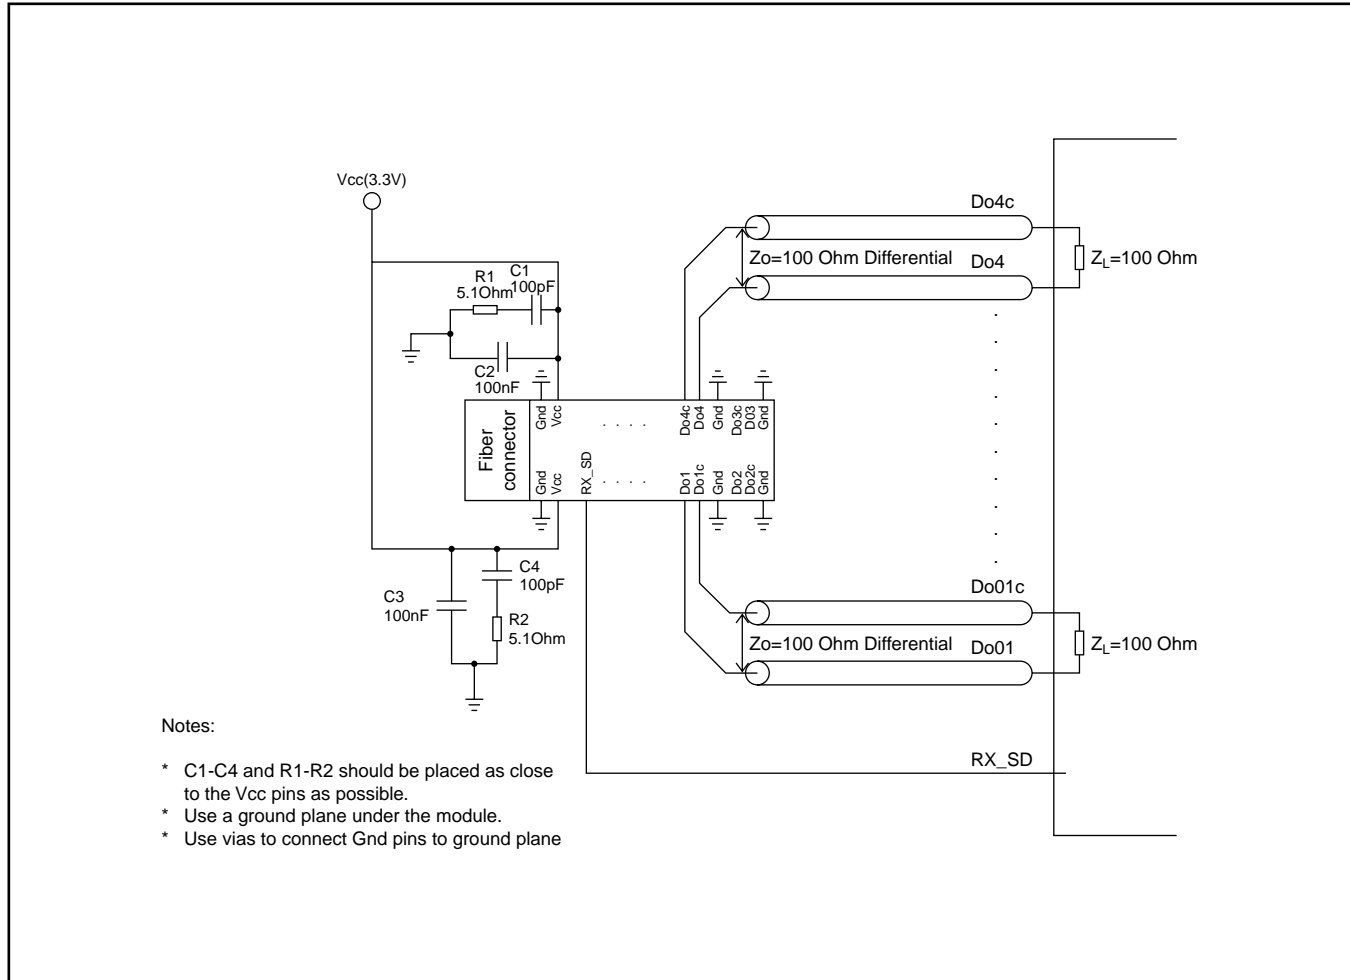 Vcc(3.3V)
Do4c
Zo=100 Ohm Differential
ZL=100 Ohm
Do4
R1
5.1Ohm
C1
100pF
C2
100nF
Fiber
connector
Gnd
Vcc
. . . .
Do4c
Do4
Gnd
Do3c
D03
Gnd
Gnd
Vcc
RX_SD
. . . .
Do1
Do1c
Gnd
Do2
Do2c
Gnd
C4
100pF
C3
100nF
R2
5.1Ohm
Do01c
Zo=100 Ohm Differential
ZL=100 Ohm
Do01
RX_SD
Notes:
* C1-C4 and R1-R2 should be placed as close
to the Vcc pins as possible.
* Use a ground plane under the module.
* Use vias to connect Gnd pins to ground plane